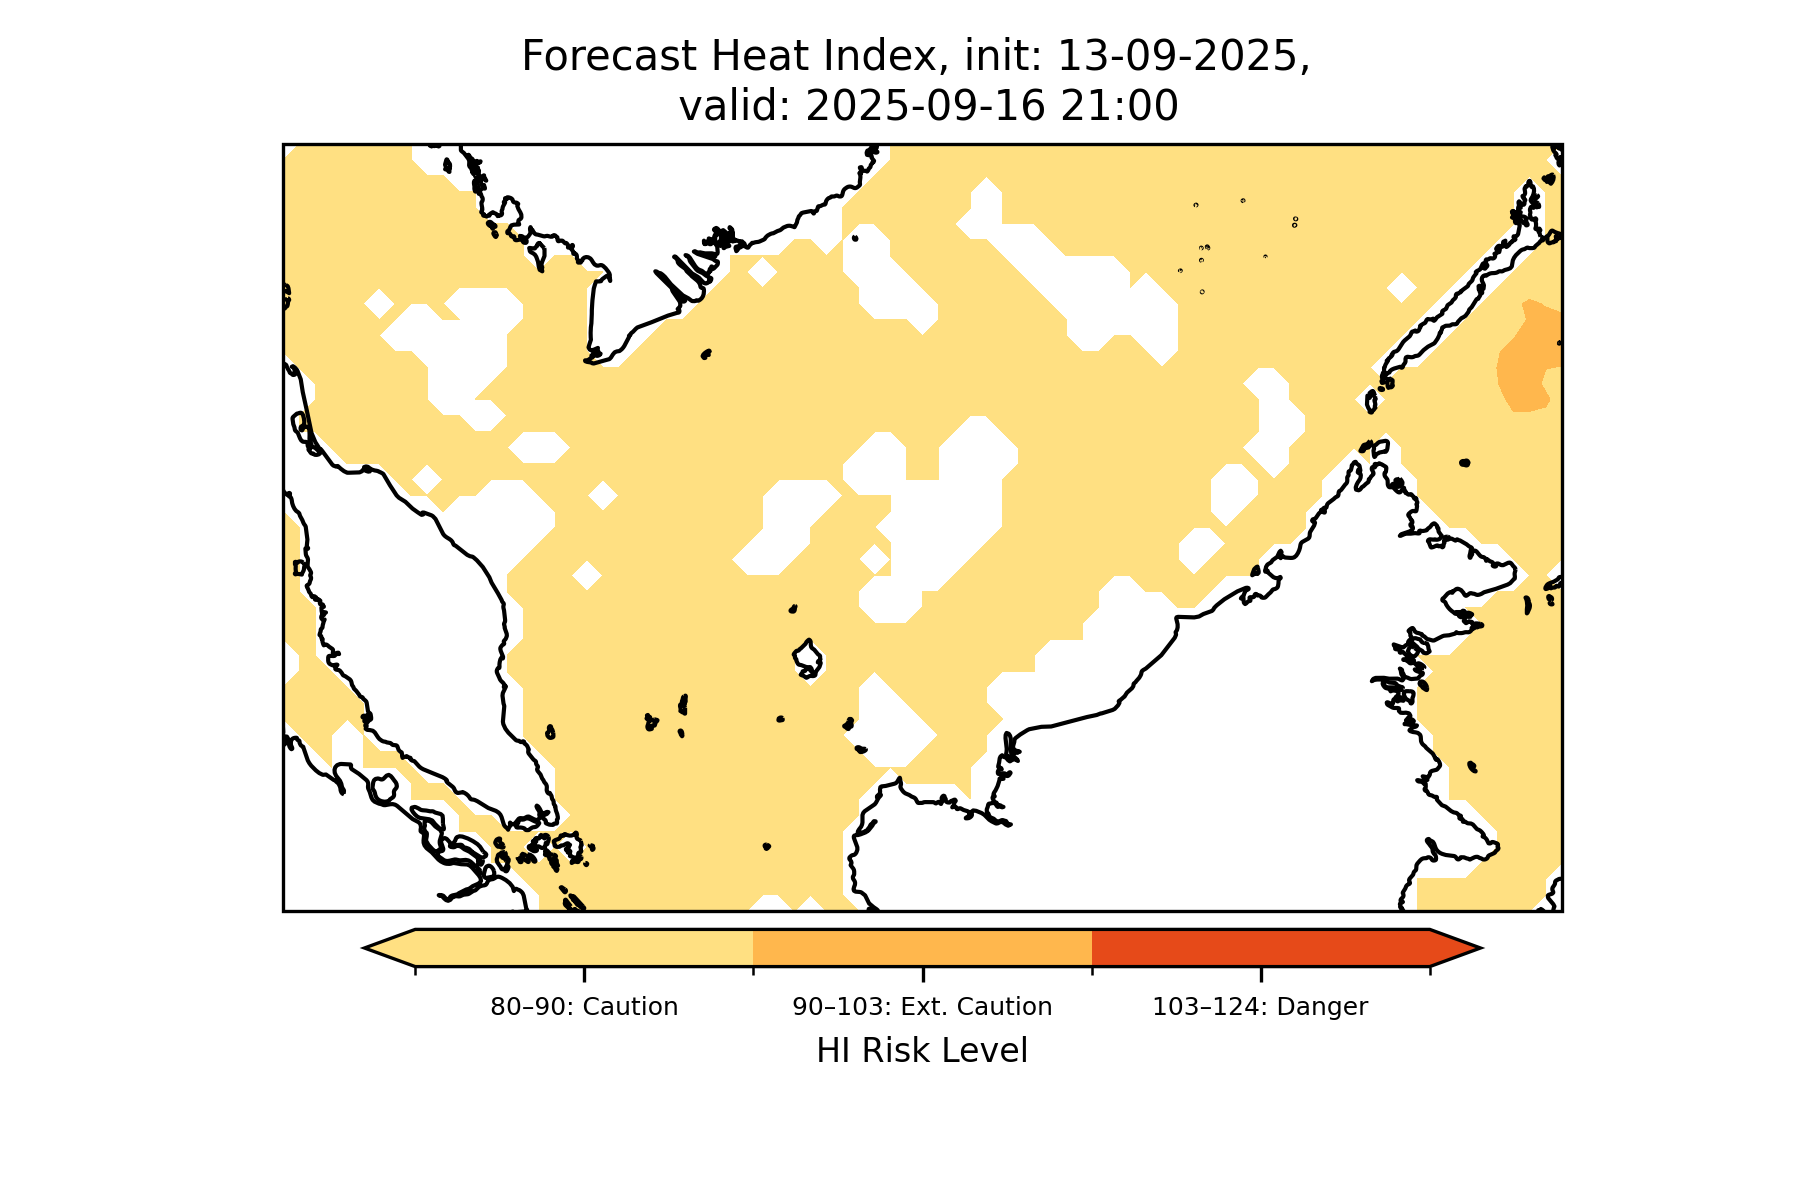 Forecast Heat Index, init: 13-09-2025,
valid: 2025-09-16 21:00
80–90: Caution
90–103: Ext. Caution
103–124: Danger
HI Risk Level